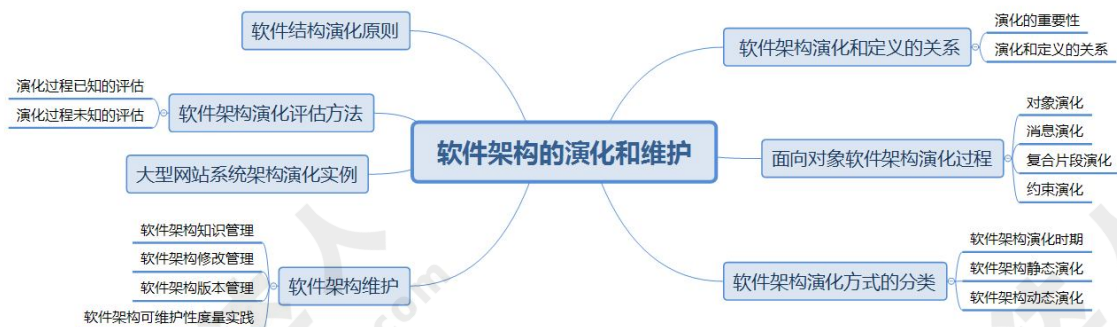 软件架构的演化和维护
软件架构演化和定义的关系
演化的重要性
演化和定义的关系
面向对象软件架构演化过程
对象演化
消息演化
复合片段演化
约束演化
软件架构演化方式的分类
软件架构演化时期
软件架构静态演化
软件架构动态演化
软件结构演化原则
软件架构演化评估方法
演化过程已知的评估
演化过程未知的评估
大型网站系统架构演化实例
软件架构维护
软件架构知识管理
软件架构修改管理
软件架构版本管理
软件架构可维护性度量实践